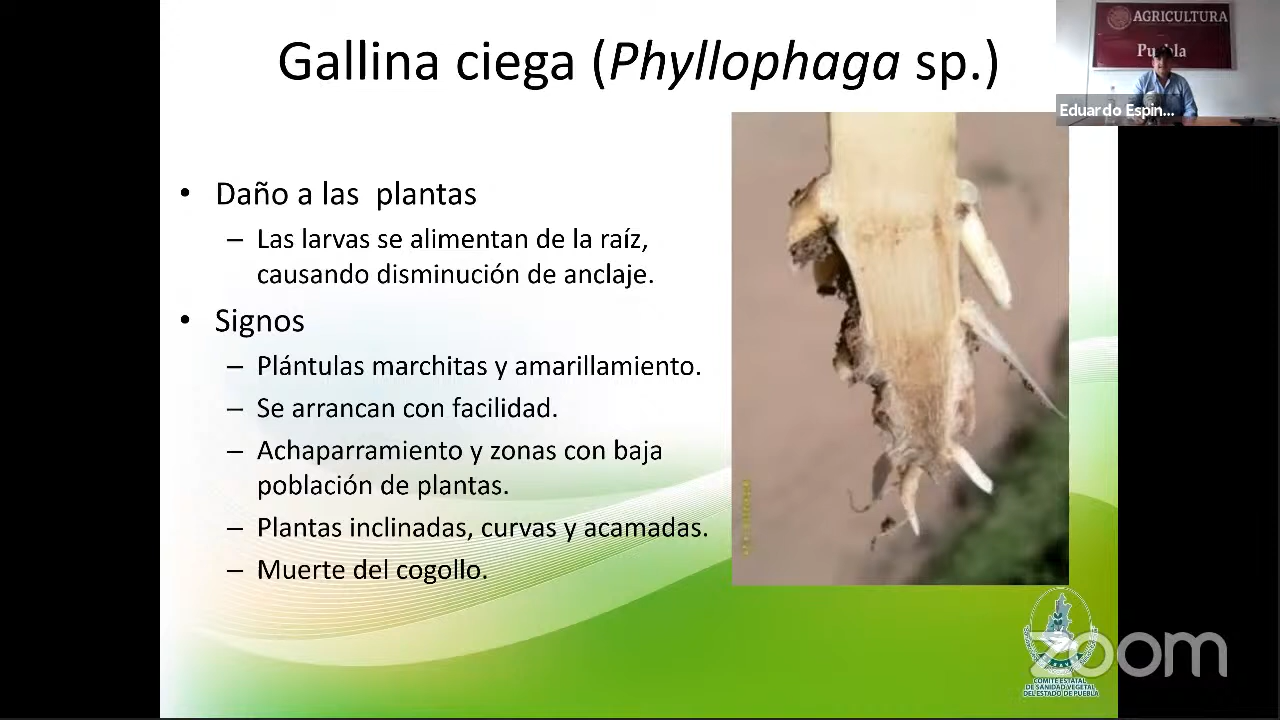 Gallina ciega (Phyllophaga sp.)
AGRICULTURA
Puebla
Eduardo Espin...
• Daño a las plantas
– Las larvas se alimentan de la raíz,
causando disminución de anclaje.
• Signos
– Plántulas marchitas y amarillamiento.
– Se arrancan con facilidad.
– Achaparramiento y zonas con baja
población de plantas.
– Plantas inclinadas, curvas y acamadas.
– Muerte del cogollo.
zoom
COMITE ESTATAL
DE SANIDAD VEGETAL
DEL ESTADO DE PUEBLA